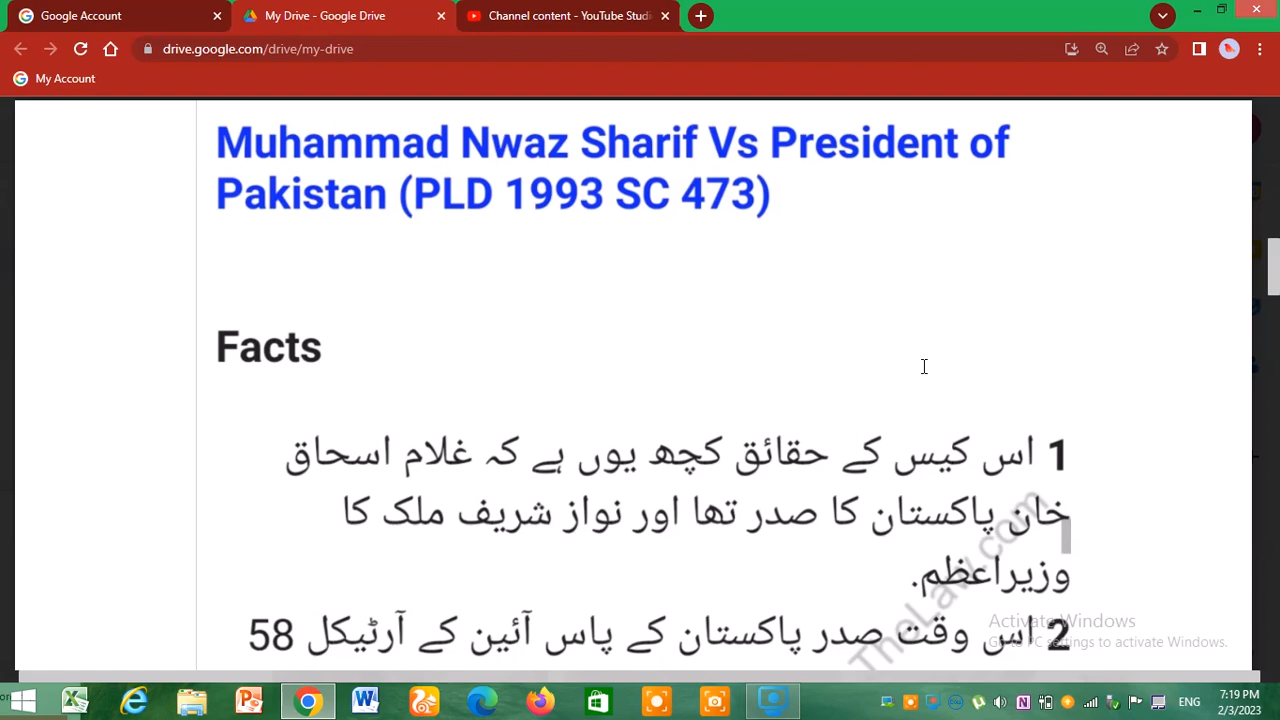 Google Account
My Drive - Google Drive
Channel content - YouTube Studi
drive.google.com/drive/my-drive
My Account
Muhammad Nwaz Sharif Vs President of
Pakistan (PLD 1993 SC 473)
Facts
1 اس کیس کے حقائق کچھ یوں ہے کہ غلام اسحاق
خان پاکستان کا صدر تھا اور نواز شریف ملک کا
وزیراعظم.
2 اس وقت صدر پاکستان کے پاس آئین کے آرٹیکل 58
TheLaw.com
Activate Windows
Go to PC settings to activate Windows.
ENG
7:19 PM
2/3/2023